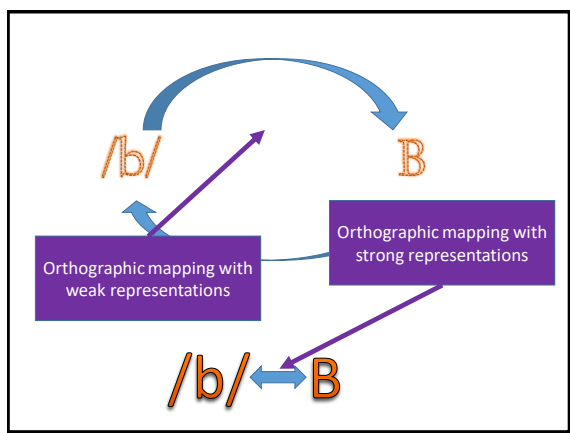 /b/ B
Orthographic mapping with
strong representations
Orthographic mapping with
weak representations
/b/ B